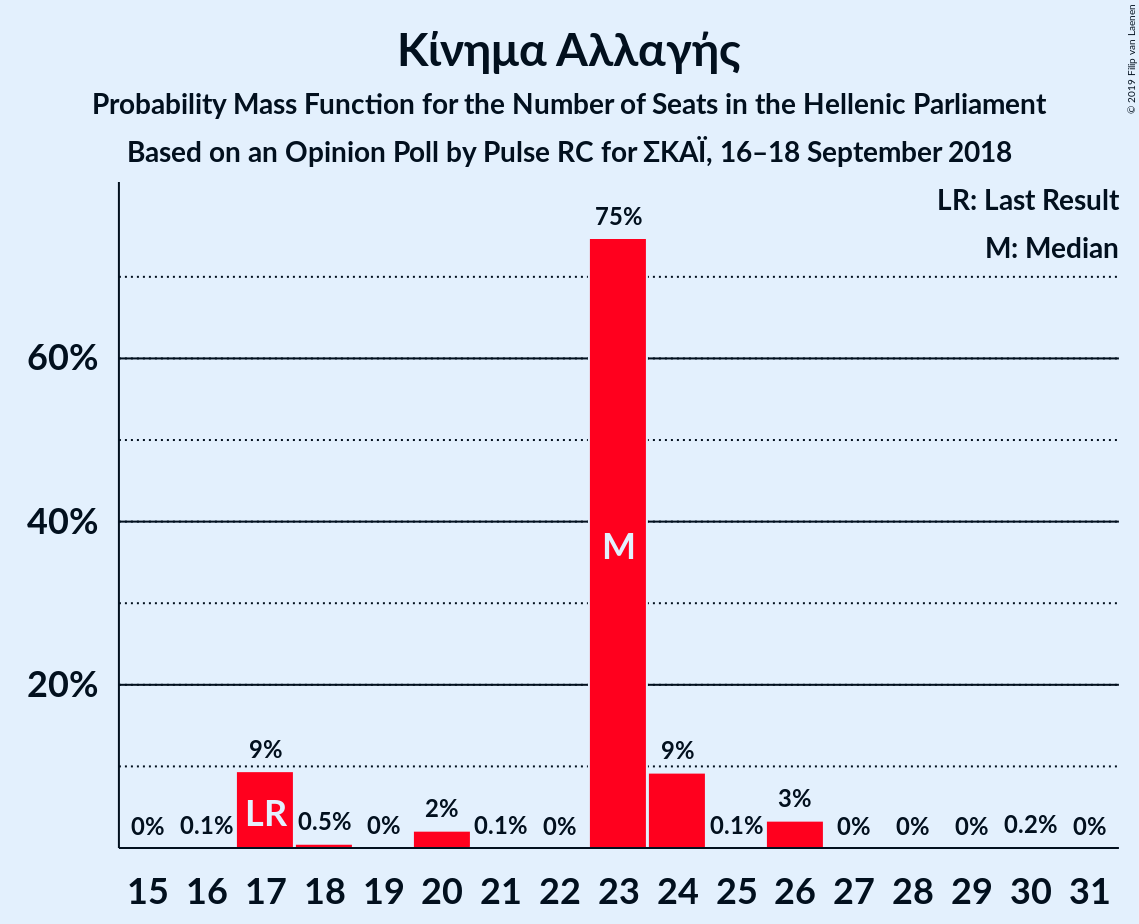 Κίνημα Αλλαγής
Probability Mass Function for the Number of Seats in the Hellenic Parliament
Based on an Opinion Poll by Pulse RC for ΣΚΑΪ, 16–18 September 2018
© 2019 Filip van Laenen
LR: Last Result
M: Median
60%
40%
20%
0% 0.1% 9% 0.5% 0% 2% 0.1% 0% 75% 9% 0.1% 3% 0% 0% 0% 0.2% 0%
LR
M
15 16 17 18 19 20 21 22 23 24 25 26 27 28 29 30 31